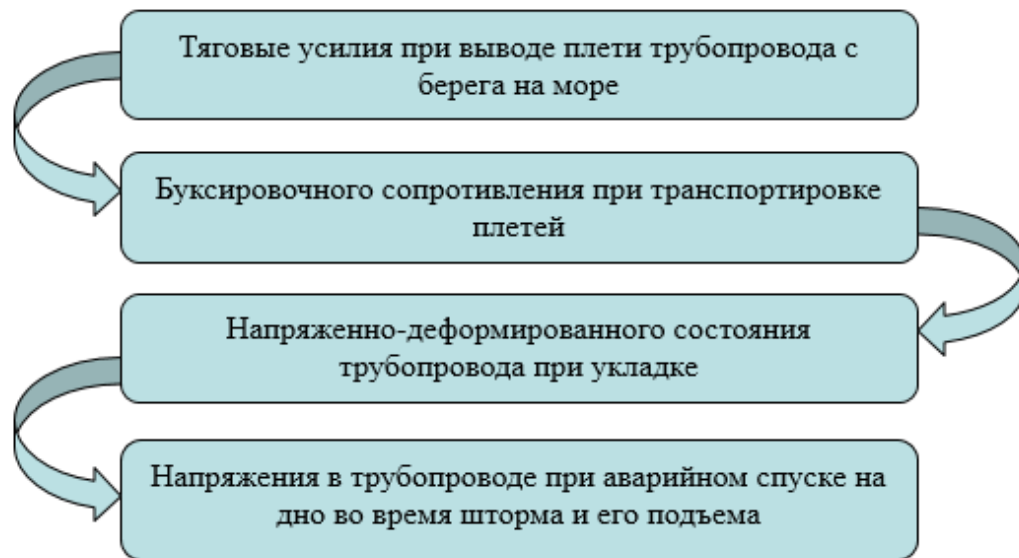 Тяговые усилия при выводе плети трубопровода с
берега на море
Буксировочного сопротивления при транспортировке
плетей
Напряженно-деформированного состояния
трубопровода при укладке
Напряжения в трубопроводе при аварийном спуске на
дно во время шторма и его подъема